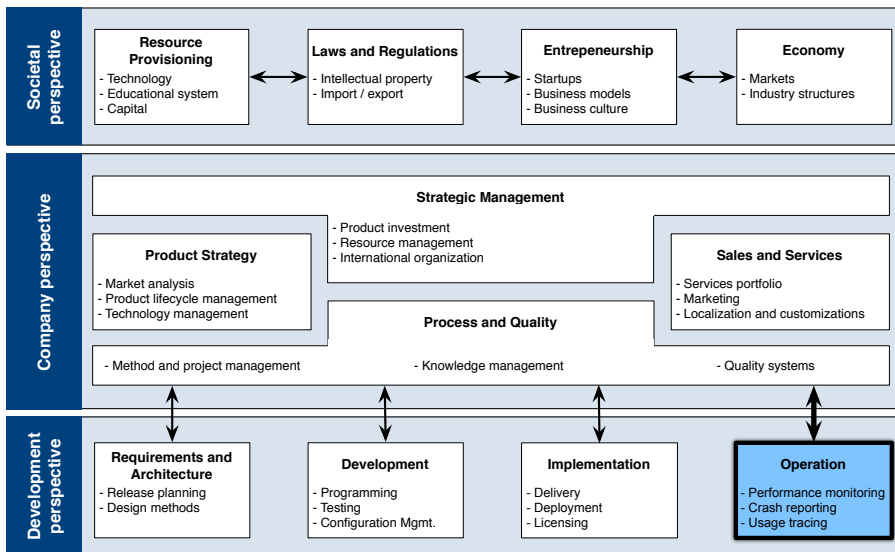 Societal
perspective
Resource
Provisioning
- Technology
- Educational system
- Capital
Laws and Regulations
- Intellectual property
- Import / export
Entrepeneurship
- Startups
- Business models
- Business culture
Economy
- Markets
- Industry structures
Company perspective
Strategic Management
- Product investment
- Resource management
- International organization
Product Strategy
- Market analysis
- Product lifecycle management
- Technology management
Sales and Services
- Services portfolio
- Marketing
- Localization and customizations
Process and Quality
- Method and project management
- Knowledge management
- Quality systems
Development
perspective
Requirements and
Architecture
- Release planning
- Design methods
Development
- Programming
- Testing
- Configuration Mgmt.
Implementation
- Delivery
- Deployment
- Licensing
Operation
- Performance monitoring
- Crash reporting
- Usage tracing